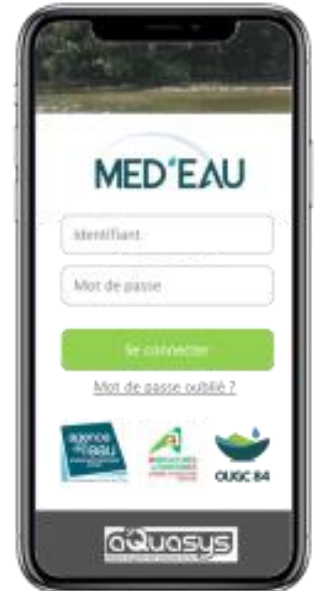 MED'EAU
Identifiant
Mot de passe
Se connecter
Mot de passe oublié ?
agence
de l'eau
OUGC 84
aQuasys